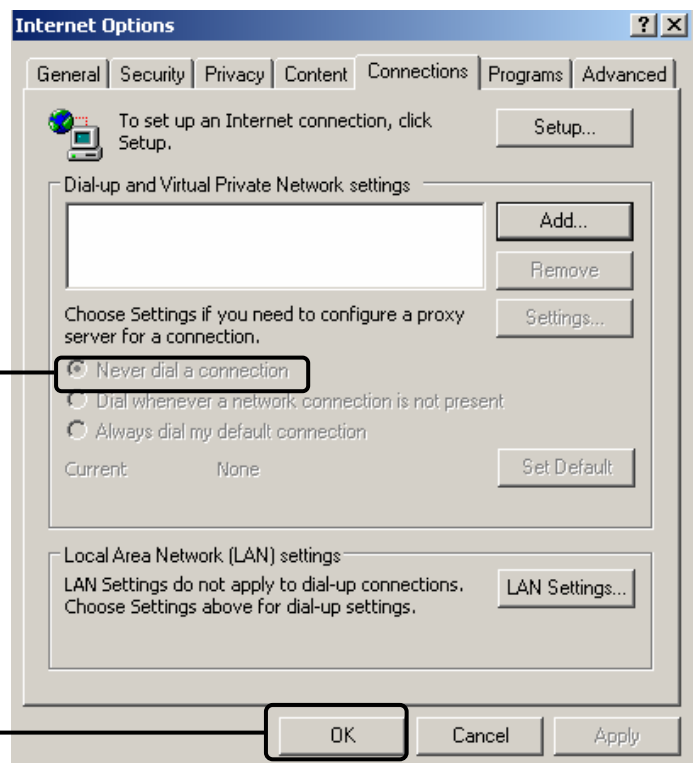 Internet Options
General Security Privacy Content Connections Programs Advanced
To set up an Internet connection, click
Setup.
Setup...
Dial-up and Virtual Private Network settings
Add...
Remove
Choose Settings if you need to configure a proxy
server for a connection.
Settings...
Never dial a connection
Dial whenever a network connection is not present
Always dial my default connection
Current None
Set Default
Local Area Network (LAN) settings
LAN Settings do not apply to dial-up connections.
Choose Settings above for dial-up settings.
LAN Settings...
OK Cancel Apply